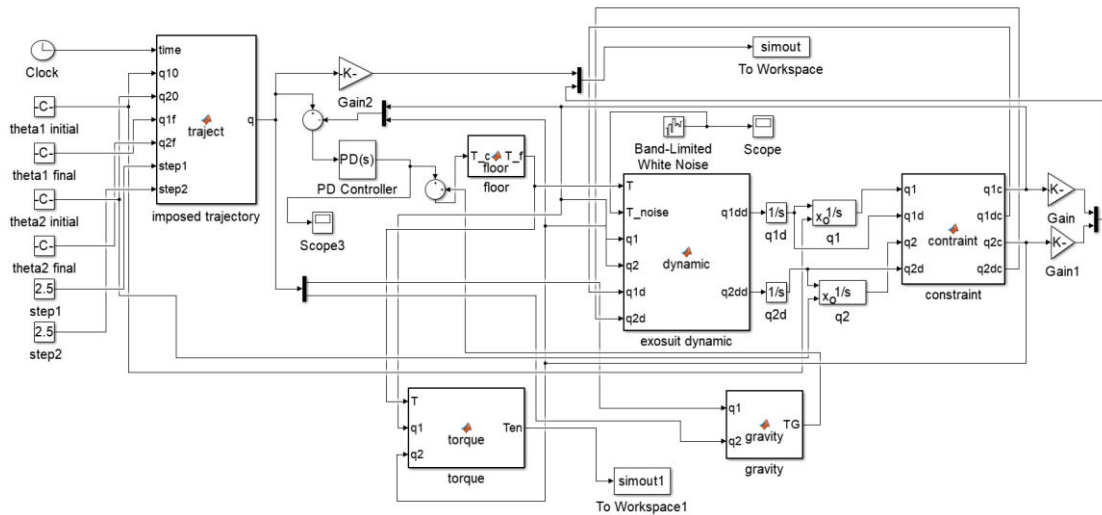 Clock
-C-
theta1 initial
-C-
theta1 final
-C-
theta2 initial
-C-
theta2 final
2.5
step1
2.5
step2
time
q10
q20
q1f
q2f
step1
step2
traject
q
imposed trajectory
-K-
Gain2
PD(s)
PD Controller
Scope3
T_c
T_f
floor
floor
simout
To Workspace
Band-Limited
White Noise
Scope
T
T_noise
q1
q2
q1d
q2d
dynamic
q1dd
q2dd
exosuit dynamic
1/s
q1d
1/s
q2d
xo
1/s
q1
xo
1/s
q2
q1
q1d
q2
q2d
contraint
q1c
q1dc
q2c
q2dc
constraint
K-
Gain
K-
Gain1
T
q1
q2
torque
Ten
torque
simout1
To Workspace1
q1
q2
gravity
TG
gravity